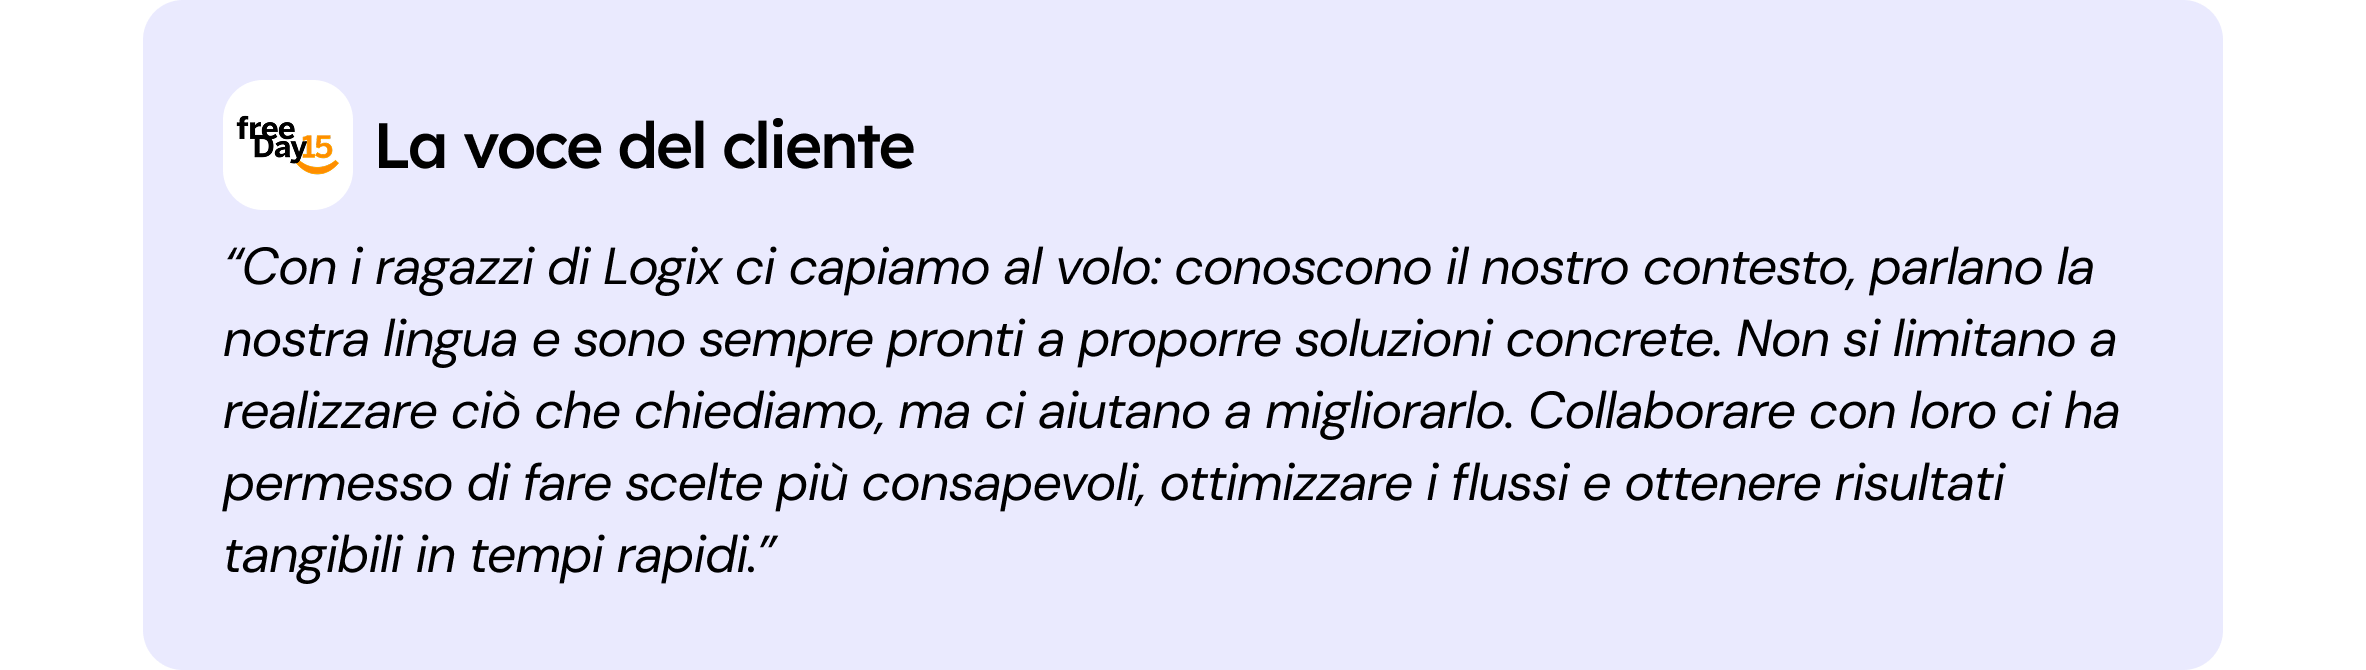 free
Day15
La voce del cliente
“Con i ragazzi di Logix ci capiamo al volo: conoscono il nostro contesto, parlano la
nostra lingua e sono sempre pronti a proporre soluzioni concrete. Non si limitano a
realizzare ciò che chiediamo, ma ci aiutano a migliorarlo. Collaborare con loro ci ha
permesso di fare scelte più consapevoli, ottimizzare i flussi e ottenere risultati
tangibili in tempi rapidi.”